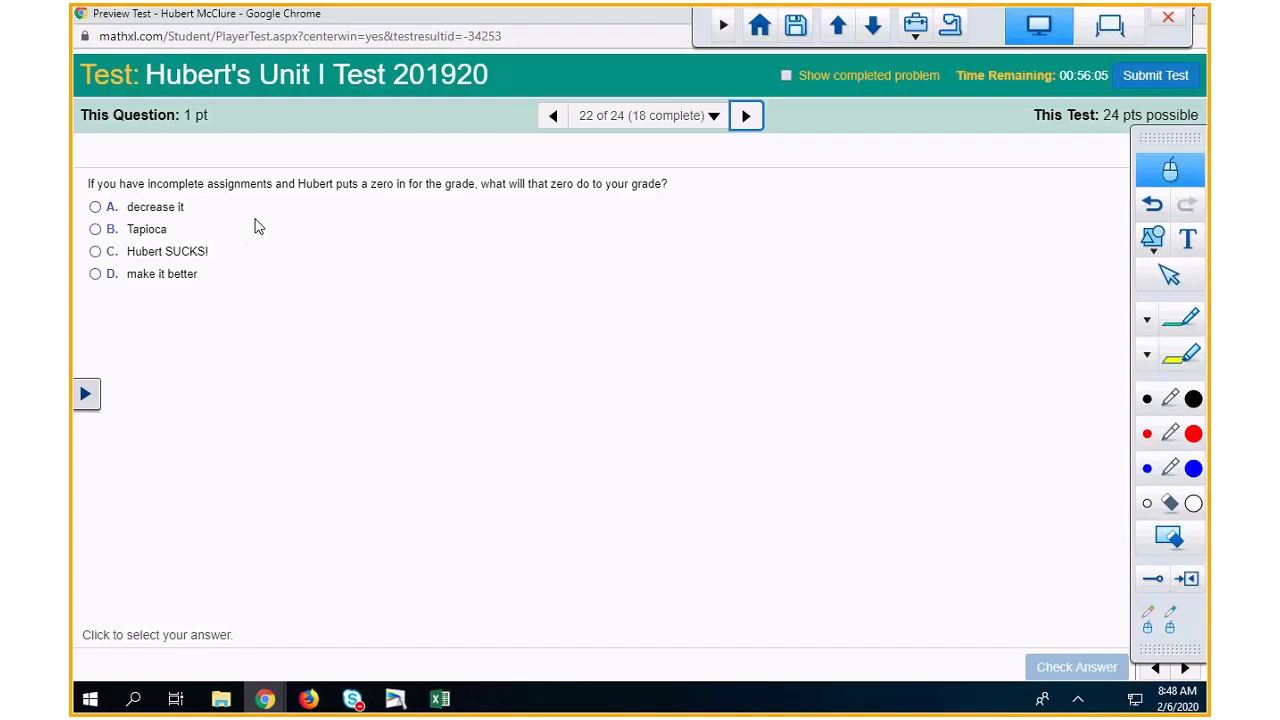 Preview Test - Hubert McClure - Google Chrome
mathxl.com/Student/PlayerTest.aspx?centerwin=yes&testresultid=-34253
Test: Hubert's Unit I Test 201920
Show completed problem
Time Remaining: 00:56:05
Submit Test
This Question: 1 pt
22 of 24 (18 complete)
This Test: 24 pts possible
If you have incomplete assignments and Hubert puts a zero in for the grade, what will that zero do to your grade?
A. decrease it
B. Tapioca
C. Hubert SUCKS!
D. make it better
T
Click to select your answer.
Check Answer
8:48 AM
2/6/2020